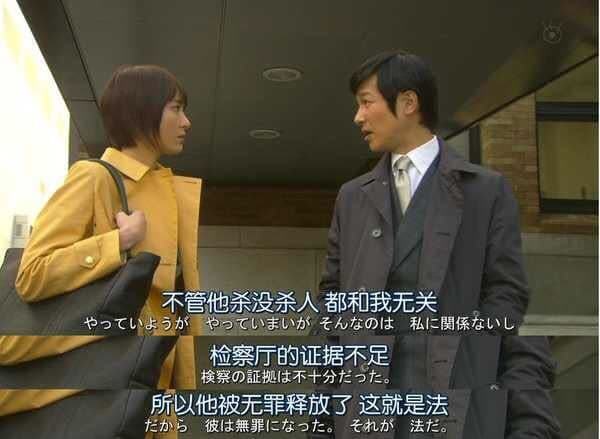 不管他杀没杀人 都和我无关
やっていようが やっていまいが そんなのは 私に関係ないし
检察厅的证据不足
検察の証拠は不十分だった。
所以他被无罪释放了 这就是法
だから 彼は無罪になった。 それが 法だ。